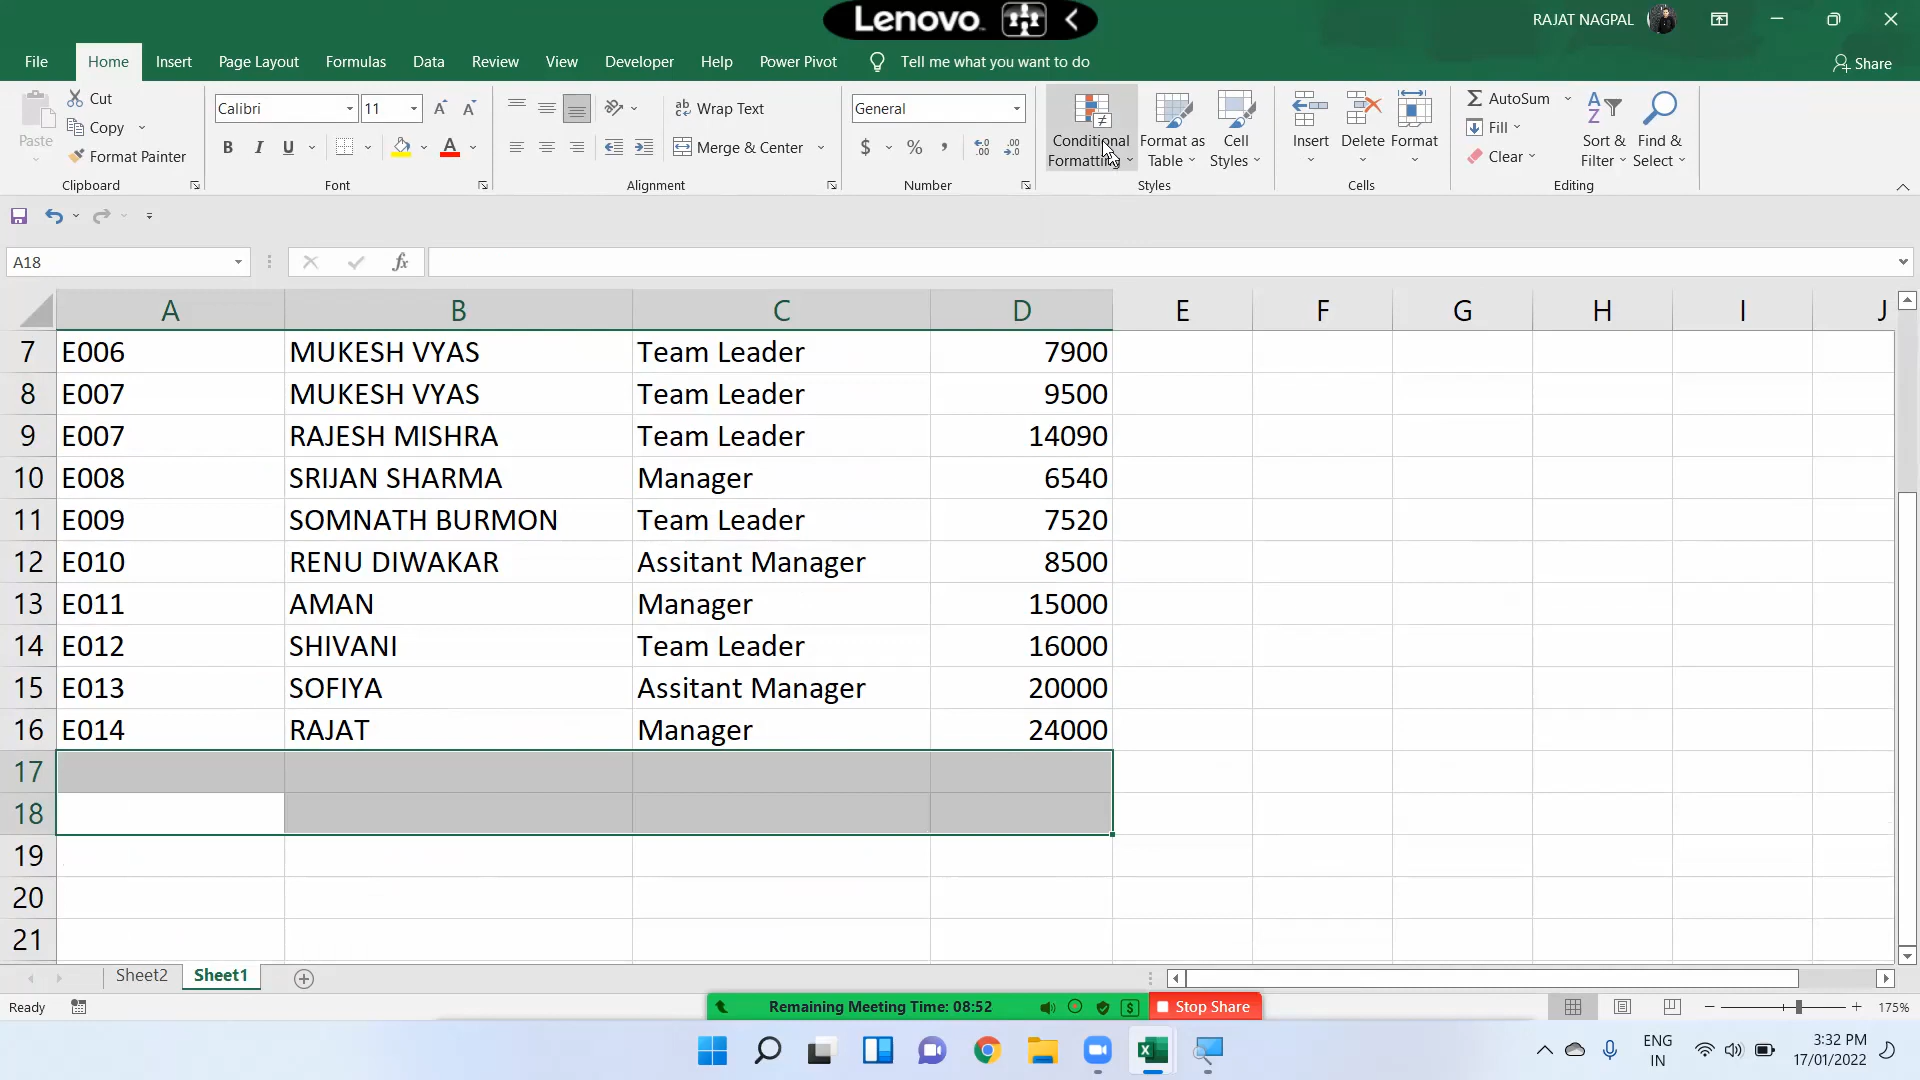 Lenovo
RAJAT NAGPAL
File Home Insert Page Layout Formulas Data Review View Developer Help Power Pivot Tell me what you want to do Share
Paste Cut Copy Format Painter Clipboard
Calibri 11 A A B I U A Font
ab Wrap Text Merge & Center Alignment
General $ % , Number
Conditional Formatting Format as Table Cell Styles Styles
Insert Delete Format Cells
AutoSum Fill Clear Sort & Filter Find & Select Editing
A18 fx
A B C D E F G H I J
7 E006 MUKESH VYAS Team Leader 7900
8 E007 MUKESH VYAS Team Leader 9500
9 E007 RAJESH MISHRA Team Leader 14090
10 E008 SRIJAN SHARMA Manager 6540
11 E009 SOMNATH BURMON Team Leader 7520
12 E010 RENU DIWAKAR Assitant Manager 8500
13 E011 AMAN Manager 15000
14 E012 SHIVANI Team Leader 16000
15 E013 SOFIYA Assitant Manager 20000
16 E014 RAJAT Manager 24000
17
18
19
20
21
Sheet2 Sheet1
Ready Remaining Meeting Time: 08:52 Stop Share 175%
ENG IN 3:32 PM 17/01/2022